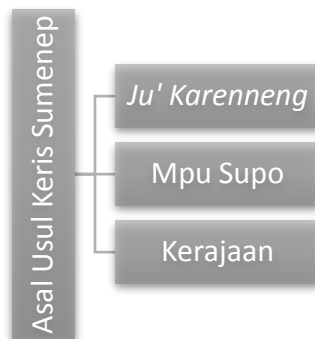 Asal Usul Keris Sumenep
Ju' Karenneng
Mpu Supo
Kerajaan